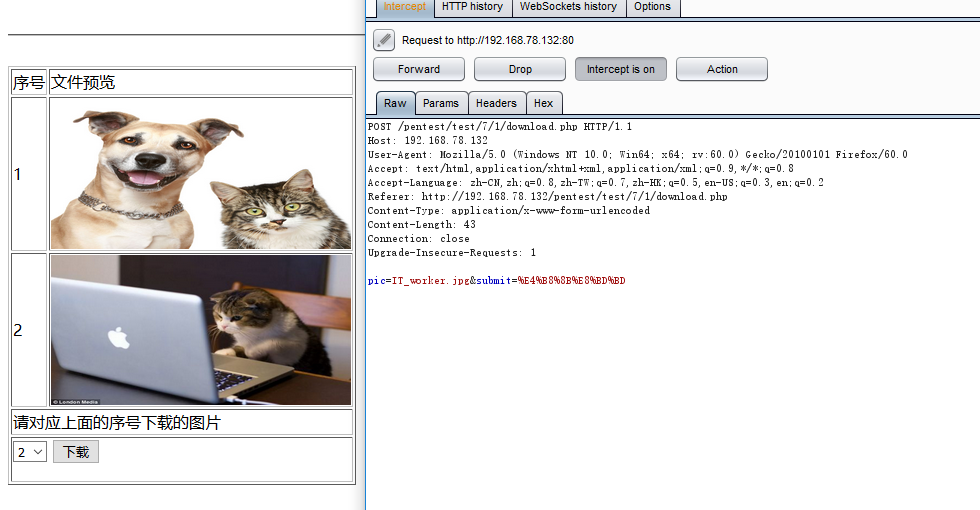 序号 文件预览
1
2
© London Media
请对应上面的序号下载的图片
2 下载
Intercept HTTP history WebSockets history Options
Request to http://192.168.78.132:80
Forward Drop Intercept is on Action
Raw Params Headers Hex
POST /pentest/test/7/1/download.php HTTP/1.1
Host: 192.168.78.132
User-Agent: Mozilla/5.0 (Windows NT 10.0; Win64; x64; rv:60.0) Gecko/20100101 Firefox/60.0
Accept: text/html,application/xhtml+xml,application/xml;q=0.9,*/*;q=0.8
Accept-Language: zh-CN,zh;q=0.8,zh-TW;q=0.7,zh-HK;q=0.5,en-US;q=0.3,en;q=0.2
Referer: http://192.168.78.132/pentest/test/7/1/download.php
Content-Type: application/x-www-form-urlencoded
Content-Length: 43
Connection: close
Upgrade-Insecure-Requests: 1
pic=IT_worker.jpg&submit=%E4%B8%8B%E8%BD%BD